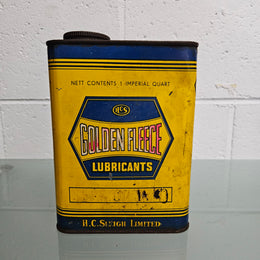 NETT CONTENTS 1 IMPERIAL QUART
HCS
GOLDEN FLEECE
LUBRICANTS
H.C.SLEIGH LIMITED